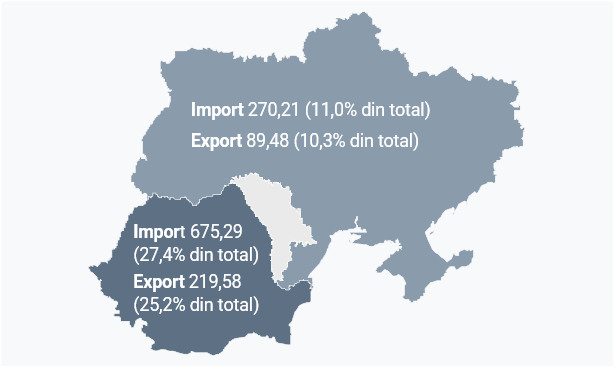 Import 270,21 (11,0% din total)
Export 89,48 (10,3% din total)
Import 675,29
(27,4% din total)
Export 219,58
(25,2% din total)